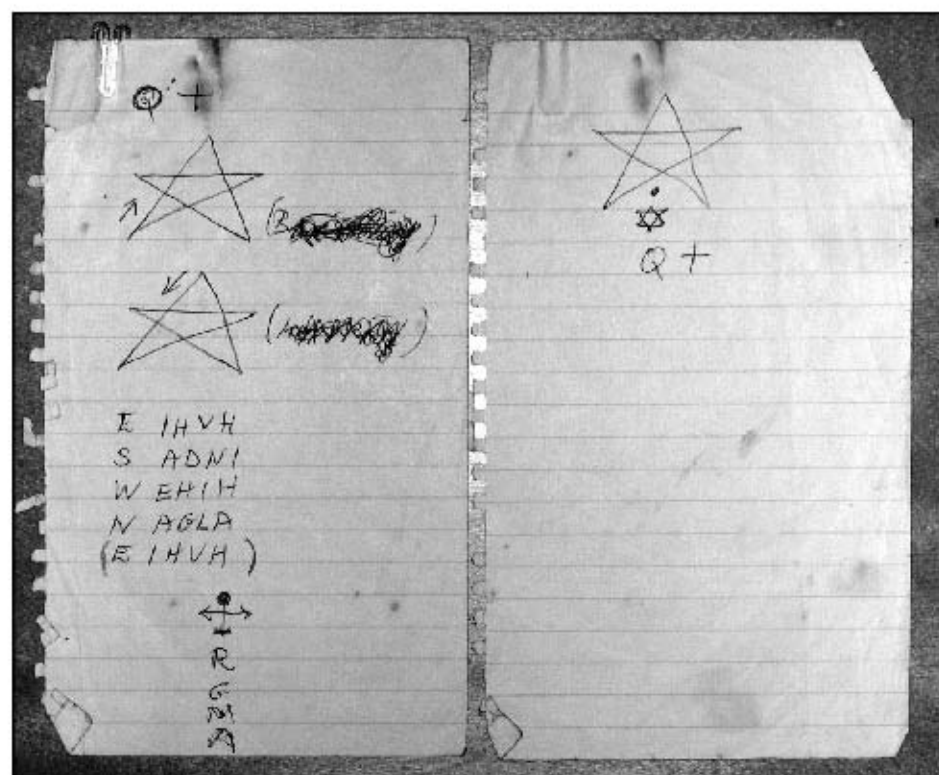 Q +
E IHVH
S ADNI
W EHIH
N AGLA
(E IHVH)
R
G
M
Q +